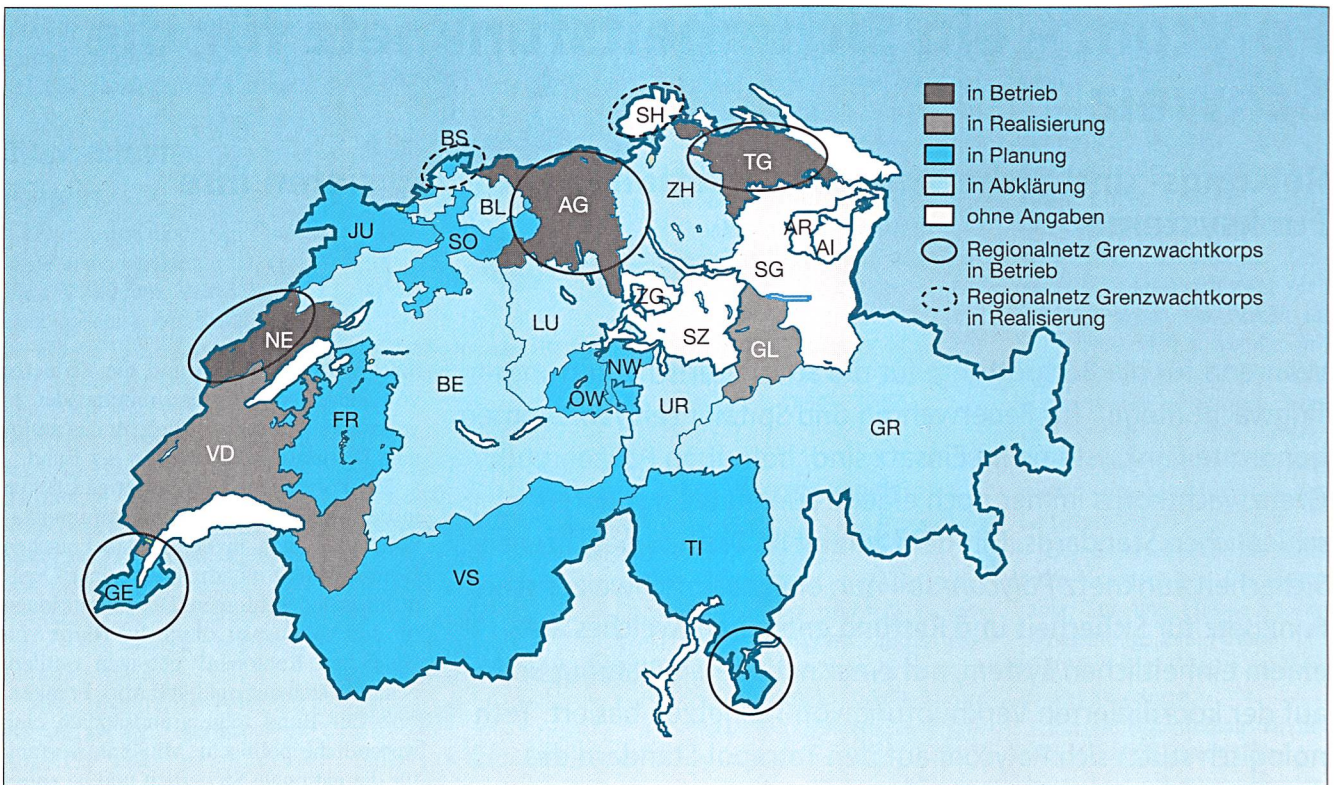 in Betrieb
in Realisierung
in Planung
in Abklärung
ohne Angaben
Regionalnetz Grenzwachtkorps
in Betrieb
Regionalnetz Grenzwachtkorps
in Realisierung
SH
BS
TG
ZH
BL
AG
AR
AI
JU
SO
SG
ZG
LU
SZ
NE
GL
NW
BE
OW
UR
FR
GR
VD
TI
VS
GE